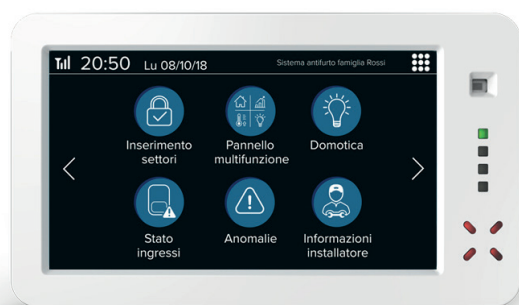 20:50 Lu 08/10/18 Sistema antifurto famiglia Rossi
Inserimento settori
Pannello multifunzione
Domotica
Stato ingressi
Anomalie
Informazioni installatore